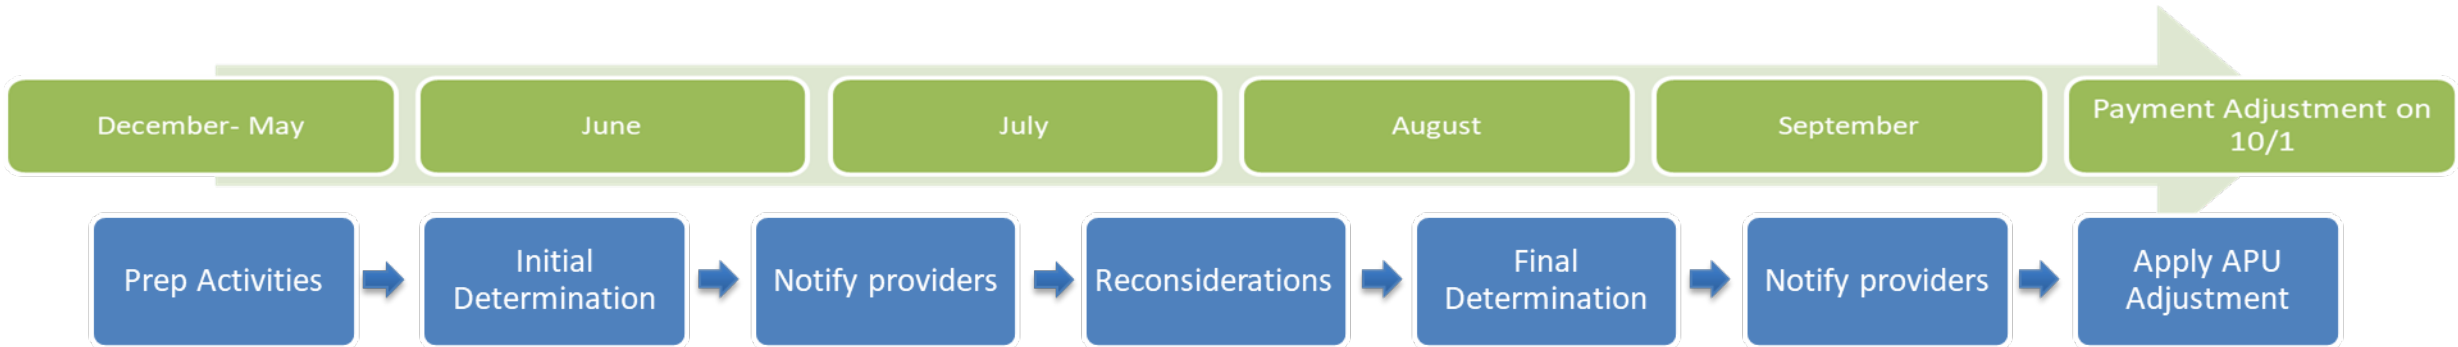 December- May
June
July
August
September
Payment Adjustment on
10/1
Prep Activities
Initial
Determination
Notify providers
Reconsiderations
Final
Determination
Notify providers
Apply APU
Adjustment